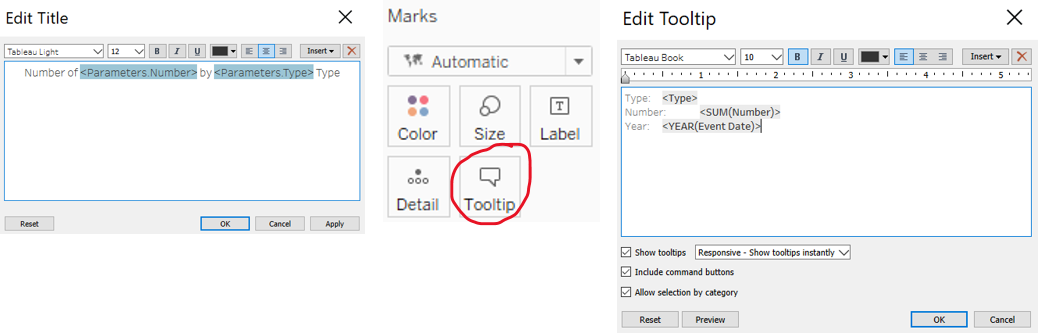 Edit Title
Tableau Light 12 B I U Insert
Number of <Parameters.Number> by <Parameters.Type> Type
Reset OK Cancel Apply
Marks
Automatic
Color Size Label
T
Detail Tooltip
Edit Tooltip
Tableau Book 10 B I U Insert
1 2 3 4 5
Type: <Type>
Number: <SUM(Number)>
Year: <YEAR(Event Date)>
Show tooltips Responsive - Show tooltips instantly
Include command buttons
Allow selection by category
Reset Preview OK Cancel